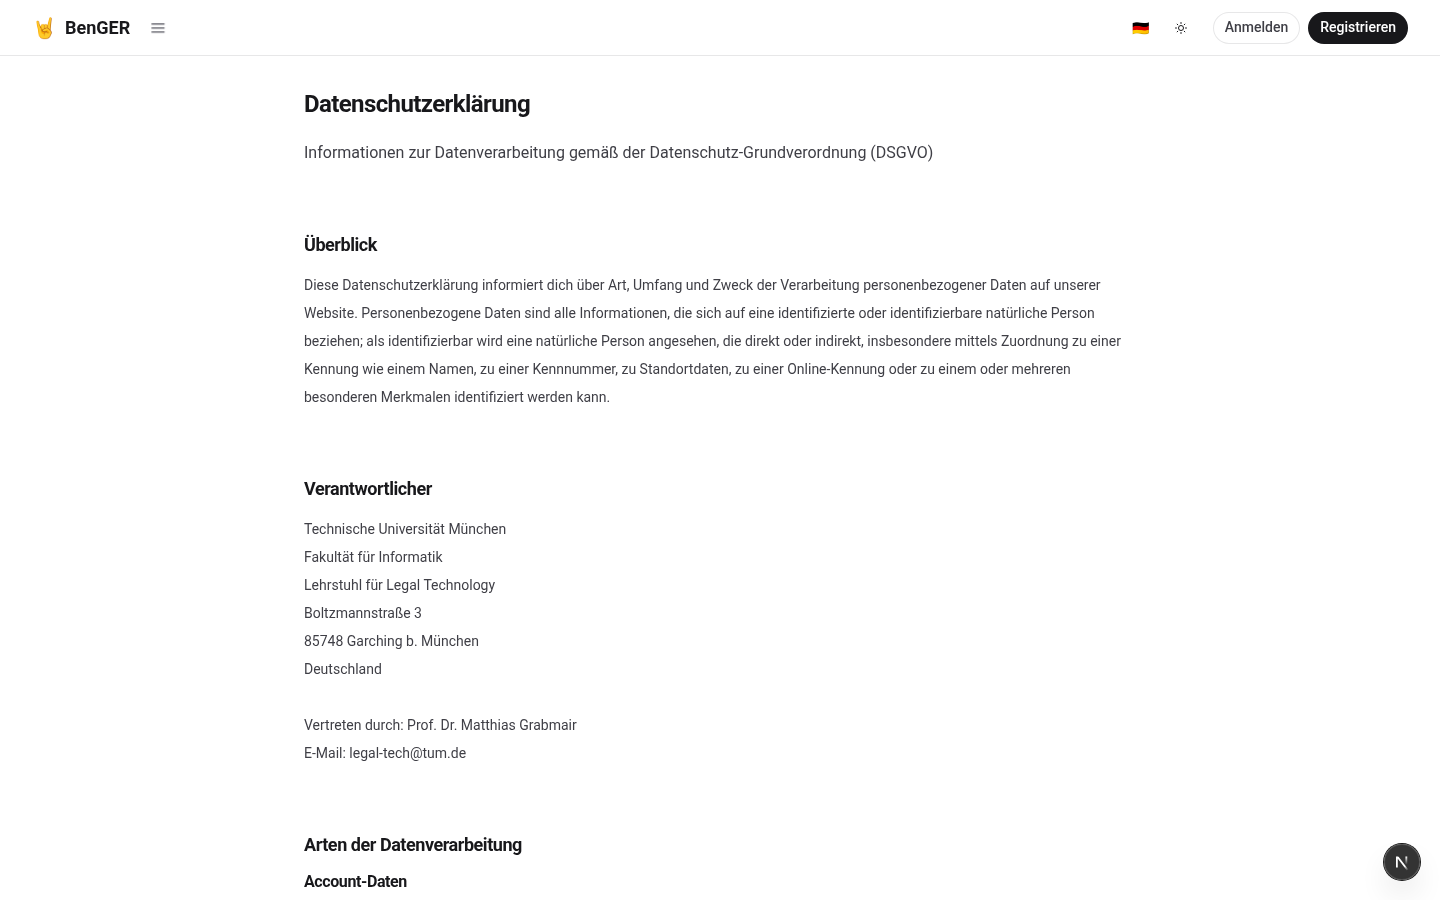 BenGER
Anmelden
Registrieren
Datenschutzerklärung
Informationen zur Datenverarbeitung gemäß der Datenschutz-Grundverordnung (DSGVO)
Überblick
Diese Datenschutzerklärung informiert dich über Art, Umfang und Zweck der Verarbeitung personenbezogener Daten auf unserer
Website. Personenbezogene Daten sind alle Informationen, die sich auf eine identifizierte oder identifizierbare natürliche Person
beziehen; als identifizierbar wird eine natürliche Person angesehen, die direkt oder indirekt, insbesondere mittels Zuordnung zu einer
Kennung wie einem Namen, zu einer Kennnummer, zu Standortdaten, zu einer Online-Kennung oder zu einem oder mehreren
besonderen Merkmalen identifiziert werden kann.
Verantwortlicher
Technische Universität München
Fakultät für Informatik
Lehrstuhl für Legal Technology
Boltzmannstraße 3
85748 Garching b. München
Deutschland
Vertreten durch: Prof. Dr. Matthias Grabmair
E-Mail: legal-tech@tum.de
Arten der Datenverarbeitung
Account-Daten
N